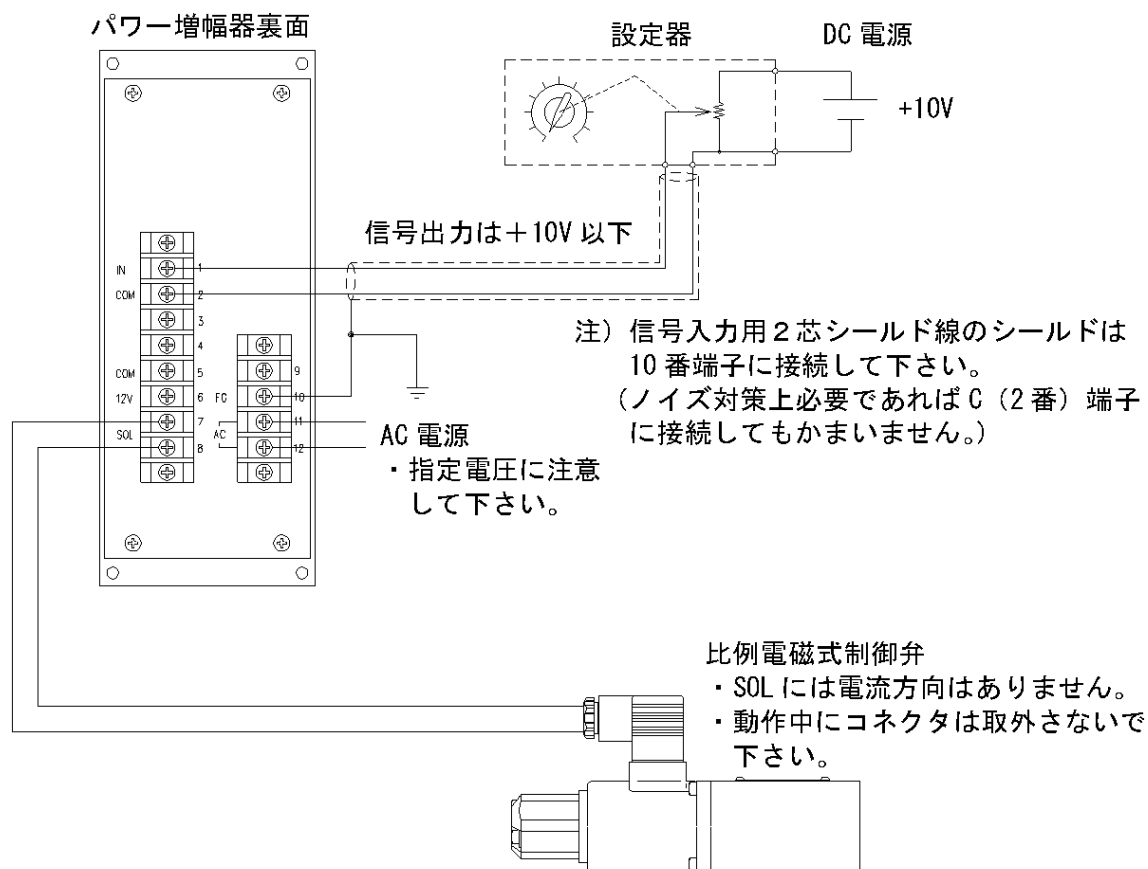 パワー増幅器裏面
設定器
DC 電源
+10V
信号出力は＋10V 以下
IN 1
COM 2
3
4
COM 5
12V 6
7
SOL
8
9
FG 10
11
AC
12
注）信号入力用２芯シールド線のシールドは
10 番端子に接続して下さい。
（ノイズ対策上必要であれば C（2 番）端子
に接続してもかまいません。）
AC 電源
・指定電圧に注意
して下さい。
比例電磁式制御弁
・SOL には電流方向はありません。
・動作中にコネクタは取外さないで
下さい。